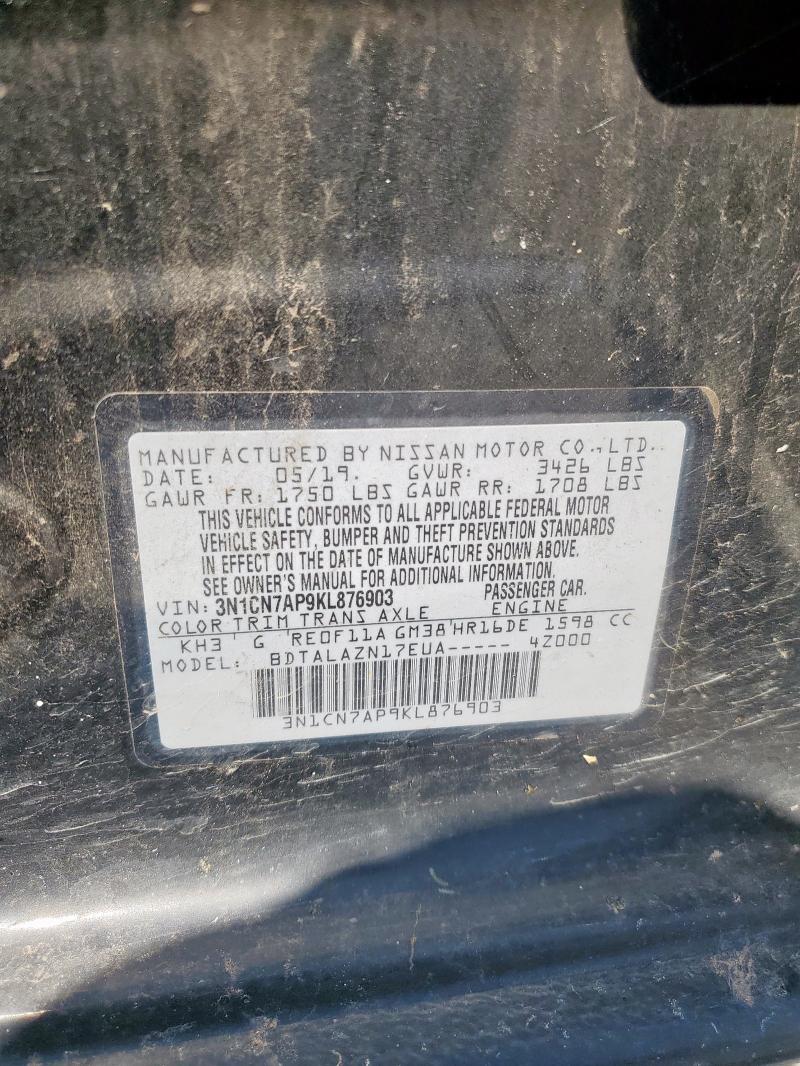 MANUFACTURED BY NISSAN MOTOR CO.,LTD.
DATE: 05/19. GVWR: 3426 LBS
GAWR FR: 1750 LBS GAWR RR: 1708 LBS
THIS VEHICLE CONFORMS TO ALL APPLICABLE FEDERAL MOTOR
VEHICLE SAFETY, BUMPER AND THEFT PREVENTION STANDARDS
IN EFFECT ON THE DATE OF MANUFACTURE SHOWN ABOVE.
SEE OWNER'S MANUAL FOR ADDITIONAL INFORMATION.
VIN: 3N1CN7AP9KL876903 PASSENGER CAR.
COLOR TRIM TRANS AXLE ENGINE
KH3 ' G 'RE0F11A GM38'HR16DE 1598 CC
MODEL: BDTALAZN17EUA----- 4Z000
3N1CN7AP9KL876903